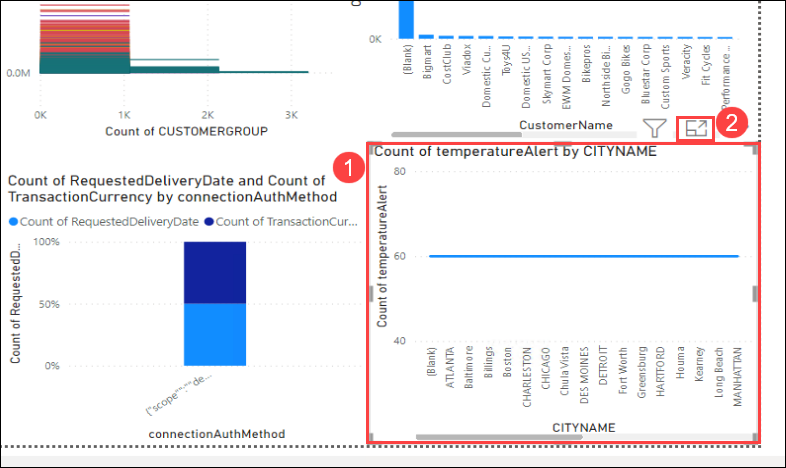 0.0M
0K
1K
2K
3K
Count of CUSTOMERGROUP
0K
(Blank)
Bigmart
CostClub
Viadox
Domestic Cu...
Toys4U
Domestic US...
Skymart Corp
EWM Domes...
Bikepros
Northside Bi...
Gogo Bikes
Bluestar Corp
Custom Sports
Veracity
Fit Cycles
Performance ...
CustomerName
2
1
Count of RequestedDeliveryDate and Count of
TransactionCurrency by connectionAuthMethod
Count of RequestedDeliveryDate
Count of TransactionCur...
Count of RequestedD...
100%
50%
0%
{"scope"":""de...
connectionAuthMethod
Count of temperatureAlert by CITYNAME
Count of temperatureAlert
80
60
40
(Blank)
ATLANTA
Baltimore
Billings
Boston
CHARLESTON
CHICAGO
Chula Vista
DES MOINES
DETROIT
Fort Worth
Greensburg
HARTFORD
Houma
Kearney
Long Beach
MANHATTAN
CITYNAME